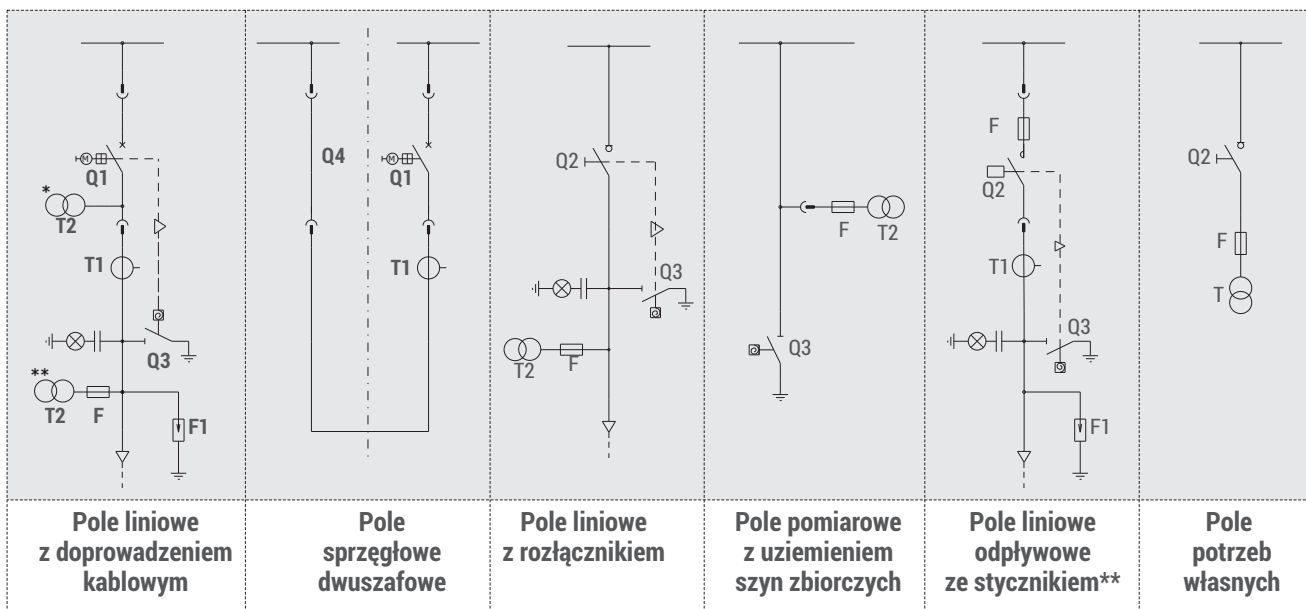 M
Q1
*
T2
T1
Q3
**
T2
F
F1
Pole liniowe
z doprowadzeniem
kablowym
Q4
M
Q1
T1
Pole
sprzęgłowe
dwuszafowe
Q2
Q3
T2
F
Pole liniowe
z rozłącznikiem
F
T2
Q3
Pole pomiarowe
z uziemieniem
szyn zbiorczych
F
Q2
T1
Q3
F1
Pole liniowe
odpływowe
ze stycznikiem**
Q2
F
T
Pole
potrzeb
własnych